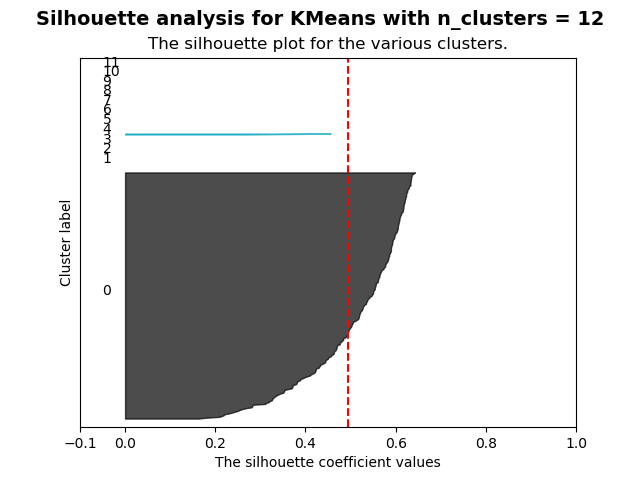 Silhouette analysis for KMeans with n_clusters = 12
The silhouette plot for the various clusters.
11
10
9
8
7
6
5
4
3
2
1
0
Cluster label
−0.1 0.0 0.2 0.4 0.6 0.8 1.0
The silhouette coefficient values